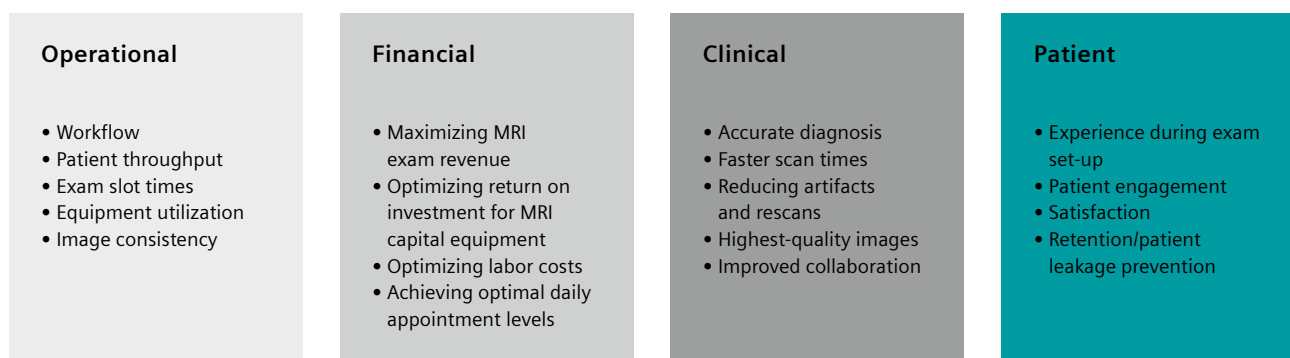 Operational
• Workflow
• Patient throughput
• Exam slot times
• Equipment utilization
• Image consistency
Financial
• Maximizing MRI
exam revenue
• Optimizing return on
investment for MRI
capital equipment
• Optimizing labor costs
• Achieving optimal daily
appointment levels
Clinical
• Accurate diagnosis
• Faster scan times
• Reducing artifacts
and rescans
• Highest-quality images
• Improved collaboration
Patient
• Experience during exam
set-up
• Patient engagement
• Satisfaction
• Retention/patient
leakage prevention